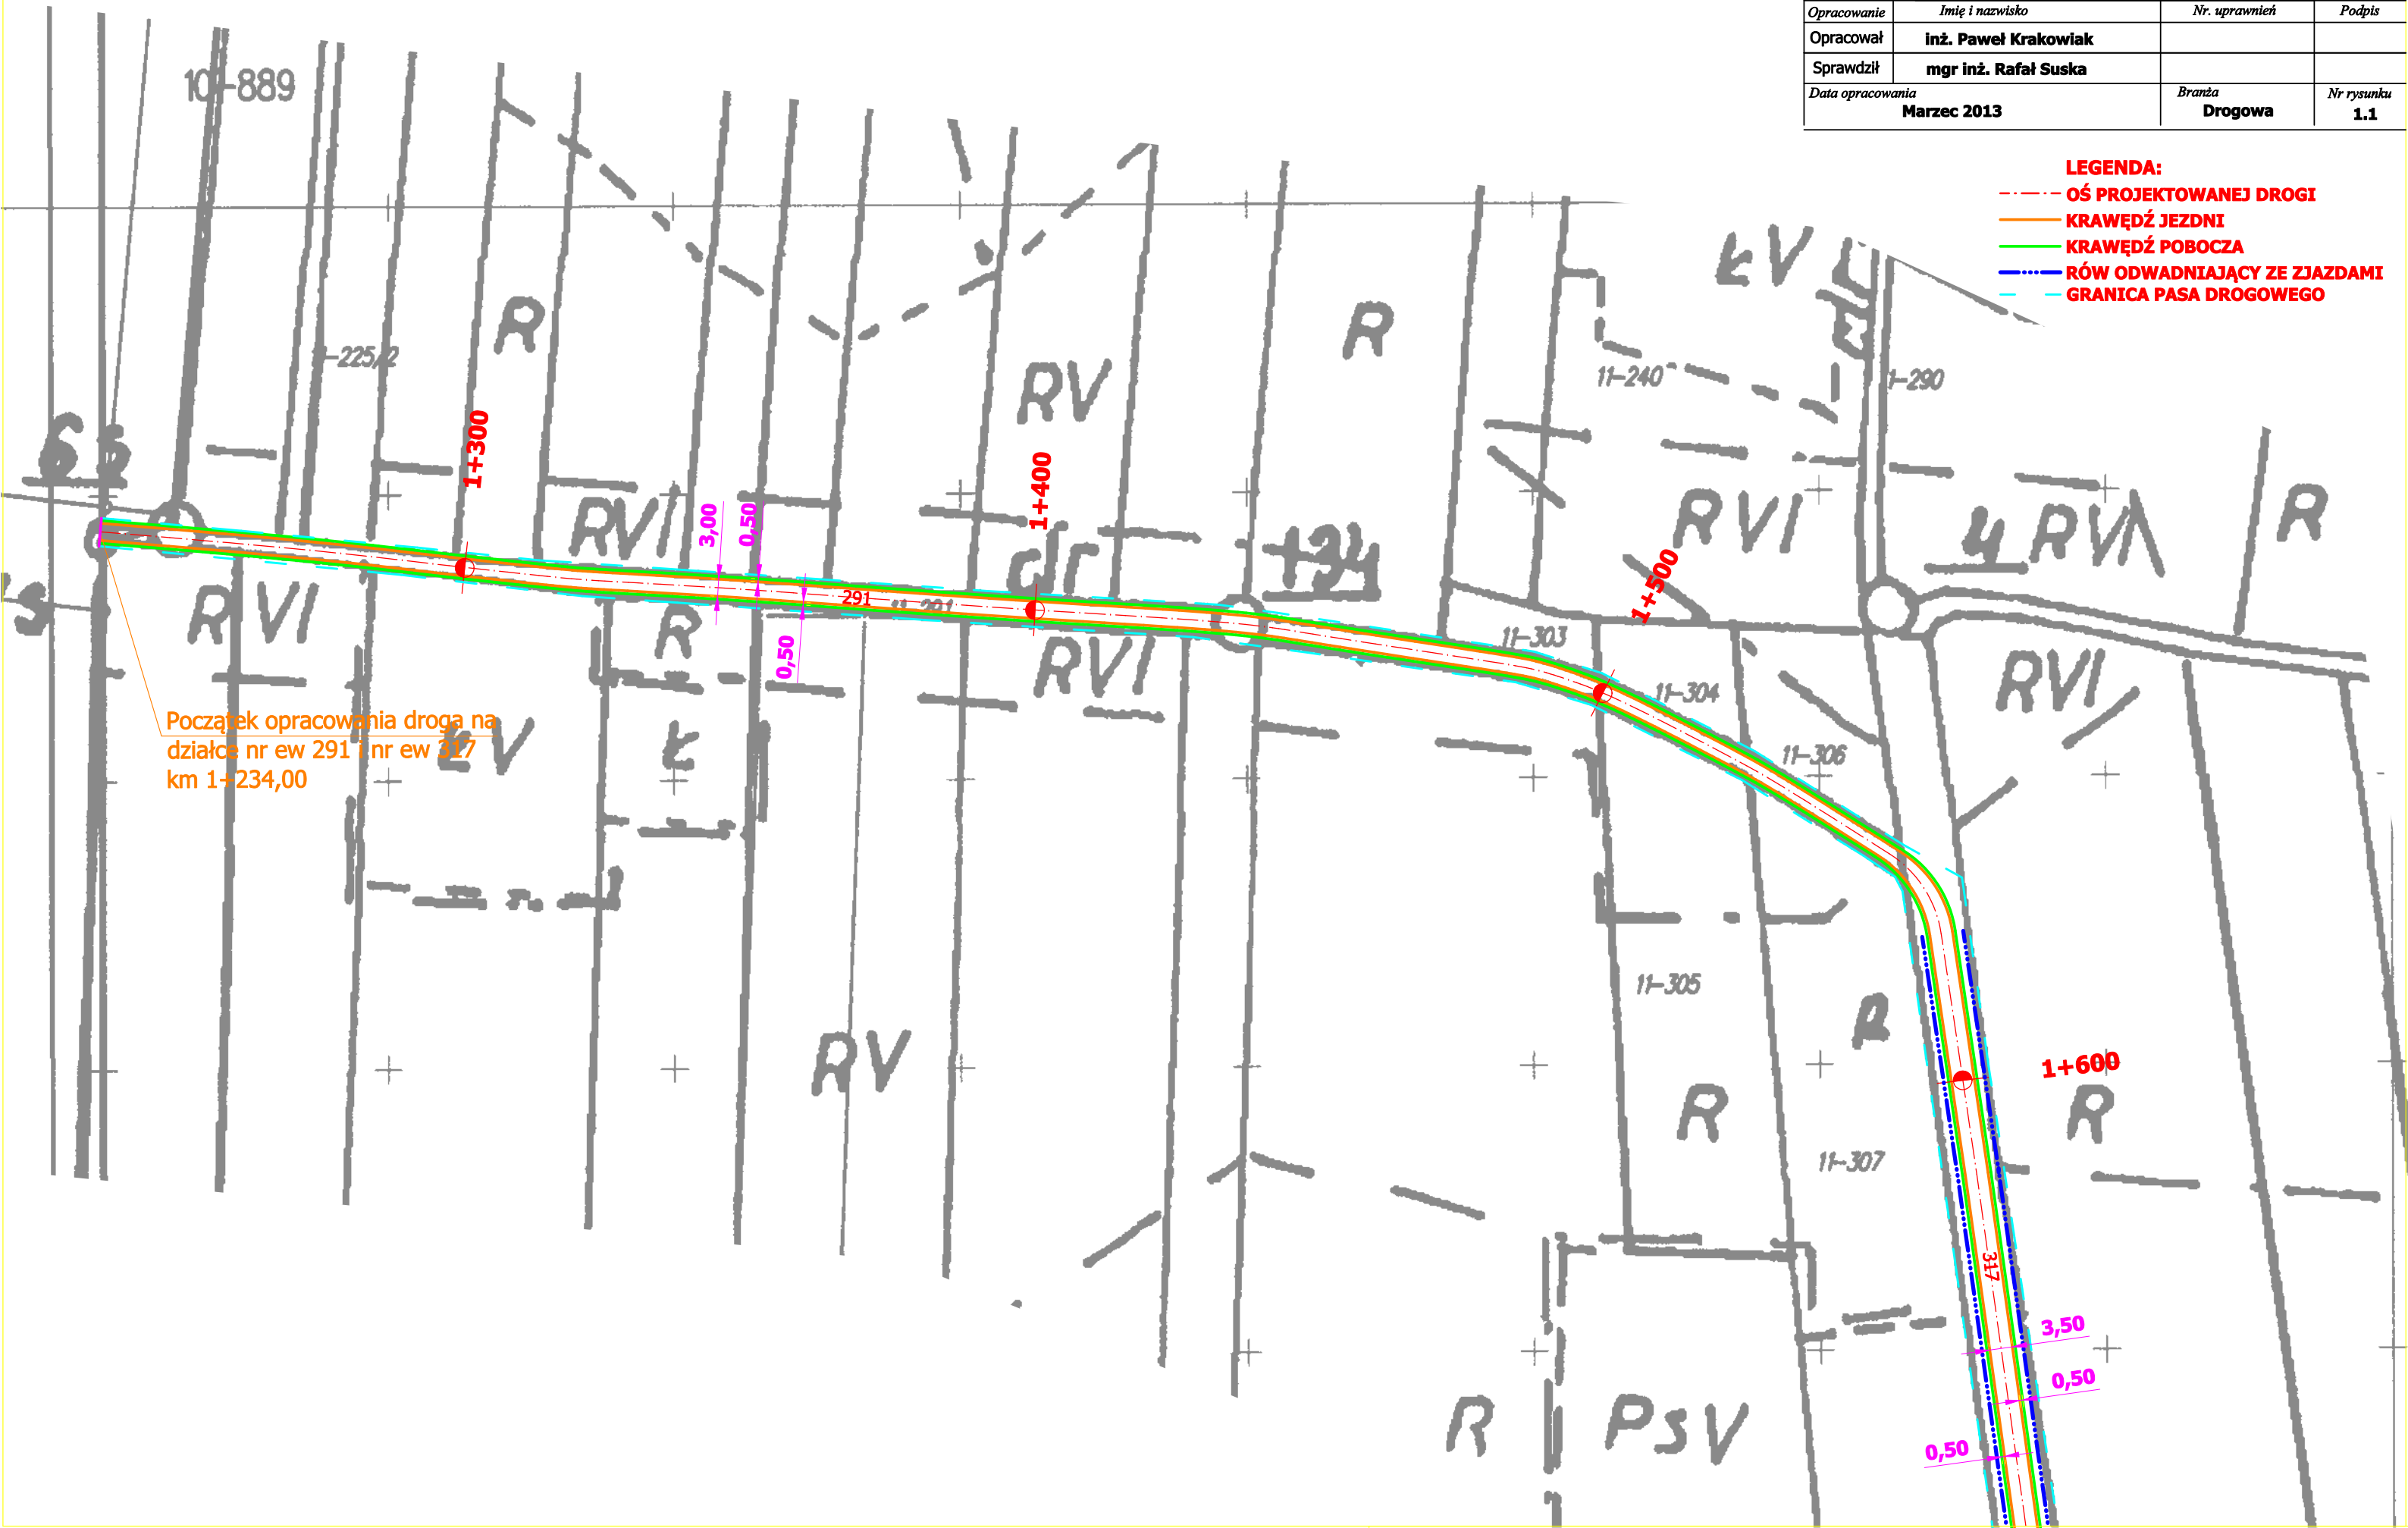 Opracowanie Imię i nazwisko Nr. uprawnień Podpis
Opracował inż. Paweł Krakowiak
Sprawdził mgr inż. Rafał Suska
Data opracowania Branża Nr rysunku
Marzec 2013 Drogowa 1.1
LEGENDA:
OŚ PROJEKTOWANEJ DROGI
KRAWĘDŹ JEZDNI
KRAWĘDŹ POBOCZA
RÓW ODWADNIAJĄCY ZE ZJAZDAMI
GRANICA PASA DROGOWEGO
10-889
ŁV
R
R
-225/2
RV
11-240
1-290
1+300
1+400
RVI
3,00
0,50
dr
RVI
RVI
R
1+500
291
RVI
R
0,50
RVI
11-303
11-304
RVI
11-306
Początek opracowania droga na
działce nr ew 291 i nr ew 317
km 1+234,00
ŁV
Ł
11-305
R
RV
1+600
R
R
11-307
317
3,50
0,50
0,50
R
PsV